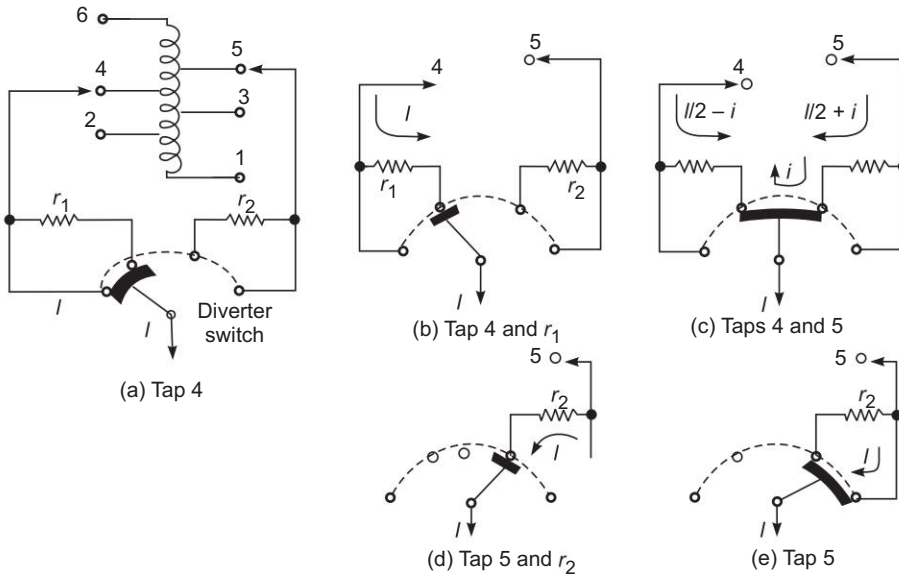 6
5
4
3
2
1
r1
r2
I
I
Diverter
switch
(a) Tap 4
5
4
I
r1
r2
I
(b) Tap 4 and r1
5
4
I/2 – i
I/2 + i
i
I
(c) Taps 4 and 5
5
r2
I
I
(d) Tap 5 and r2
5
r2
I
I
(e) Tap 5